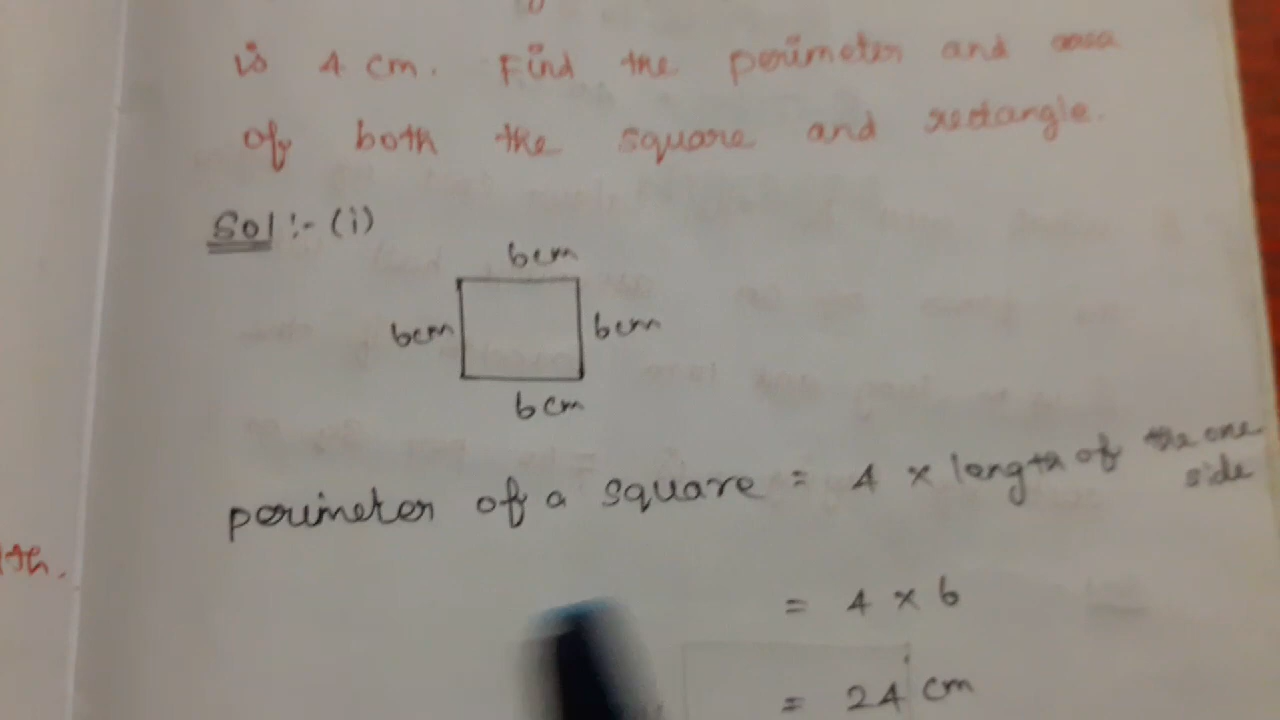 is 4 cm. Find the perimeter and area
of both the square and rectangle.
Sol :- (i)
6cm
6cm
6cm
6cm
perimeter of a square = 4 x length of the one
side
= 4 x 6
= 24 cm